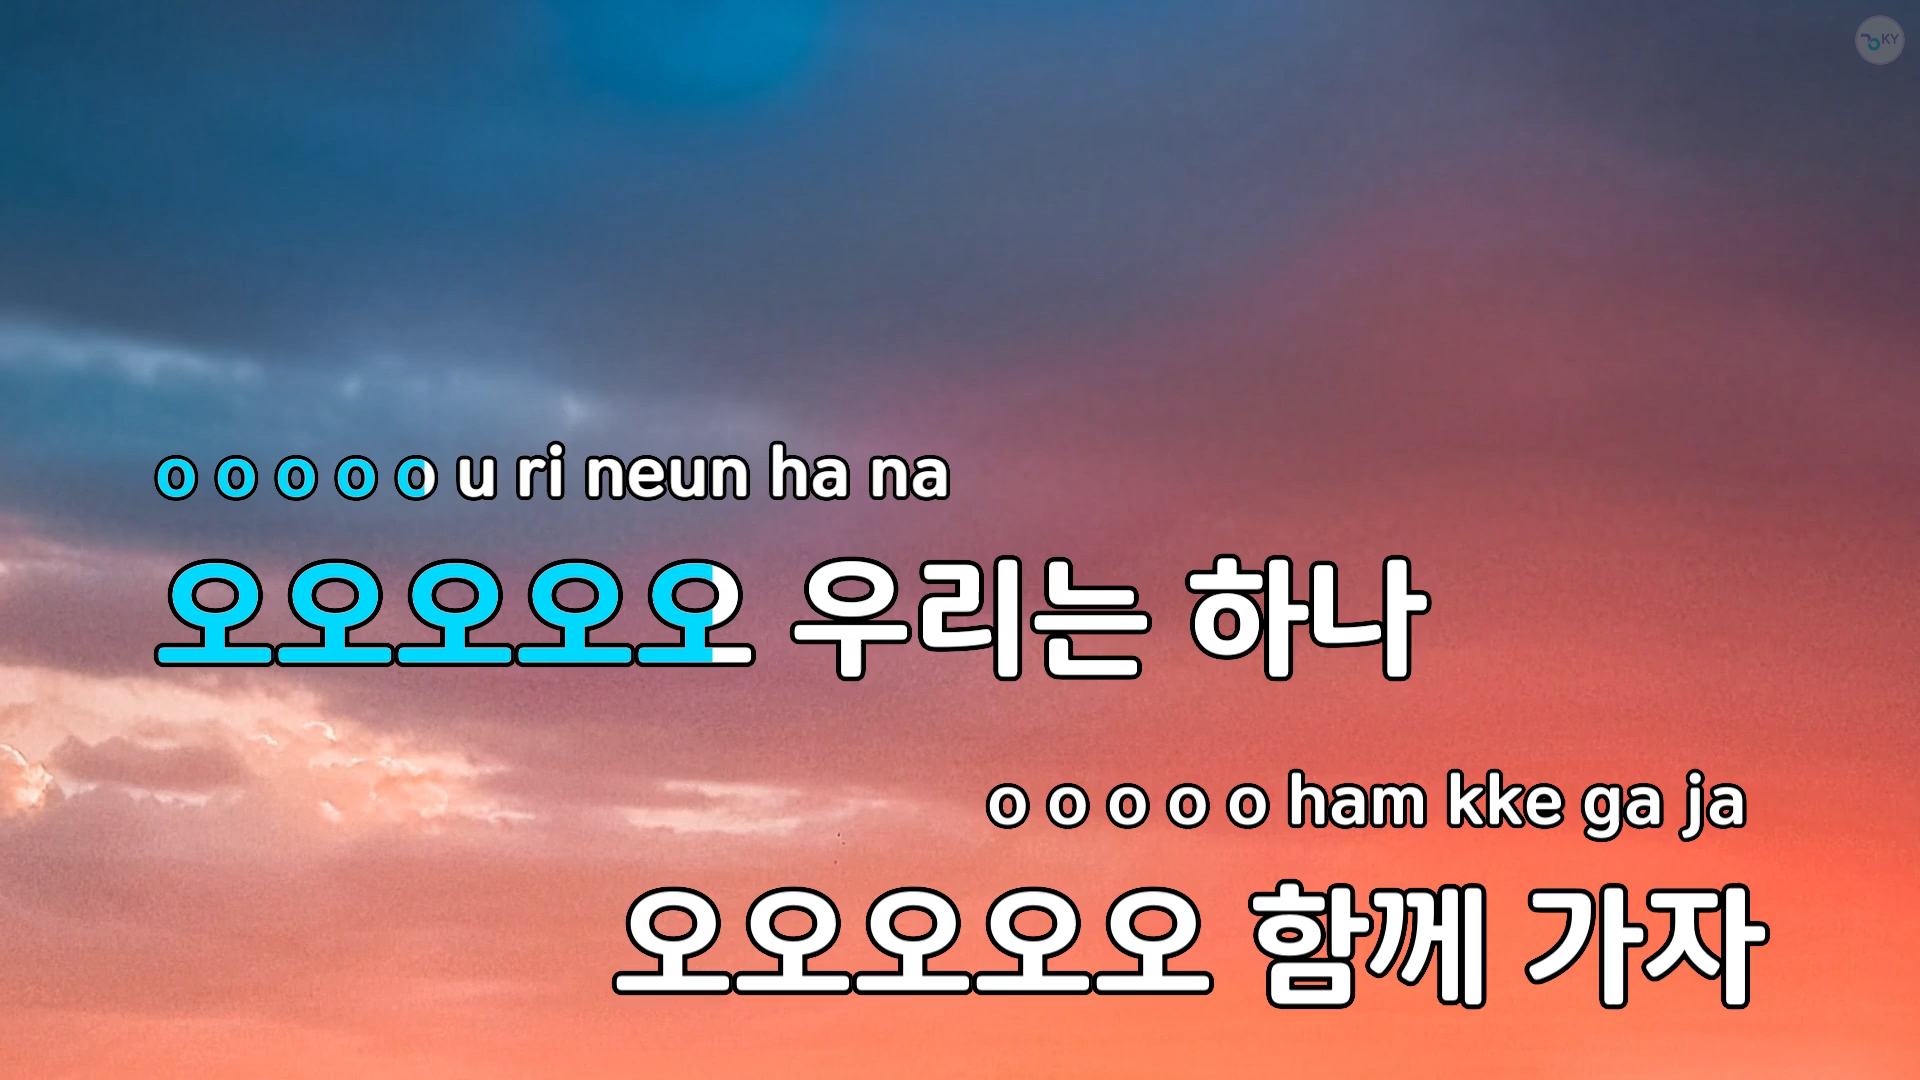 KY
o o o o o u ri neun ha na
오오오오오 우리는 하나
o o o o o ham kke ga ja
오오오오오 함께 가자